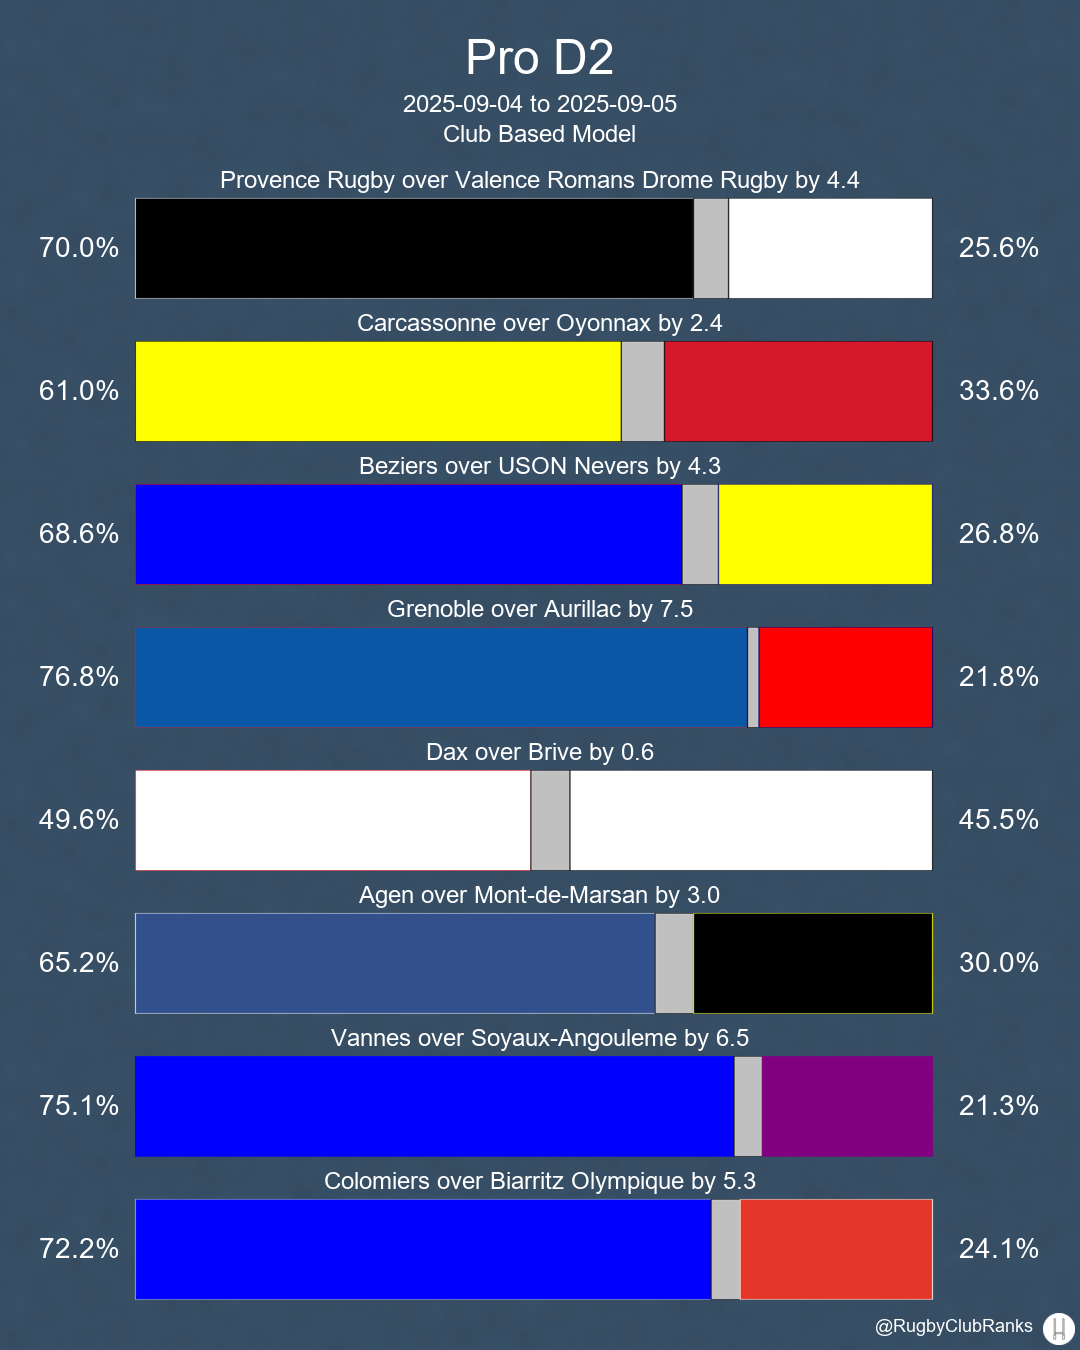 Pro D2
2025-09-04 to 2025-09-05
Club Based Model
Provence Rugby over Valence Romans Drome Rugby by 4.4
70.0% 25.6%
Carcassonne over Oyonnax by 2.4
61.0% 33.6%
Beziers over USON Nevers by 4.3
68.6% 26.8%
Grenoble over Aurillac by 7.5
76.8% 21.8%
Dax over Brive by 0.6
49.6% 45.5%
Agen over Mont-de-Marsan by 3.0
65.2% 30.0%
Vannes over Soyaux-Angouleme by 6.5
75.1% 21.3%
Colomiers over Biarritz Olympique by 5.3
72.2% 24.1%
@RugbyClubRanks